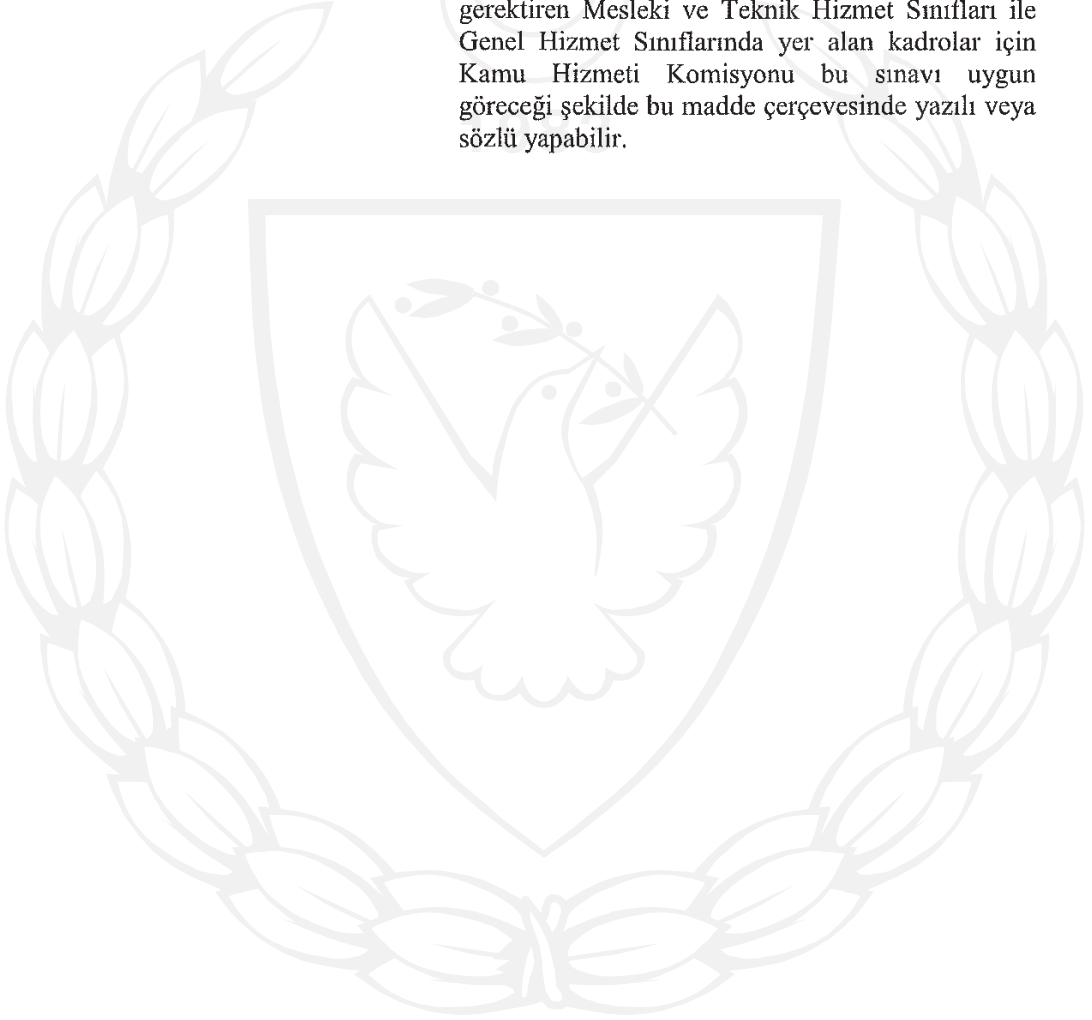 gerektiren Mesleki ve Teknik Hizmet Sınıfları ile
Genel Hizmet Sınıflarında yer alan kadrolar için
Kamu Hizmeti Komisyonu bu sınavı uygun
göreceği şekilde bu madde çerçevesinde yazılı veya
sözlü yapabilir.